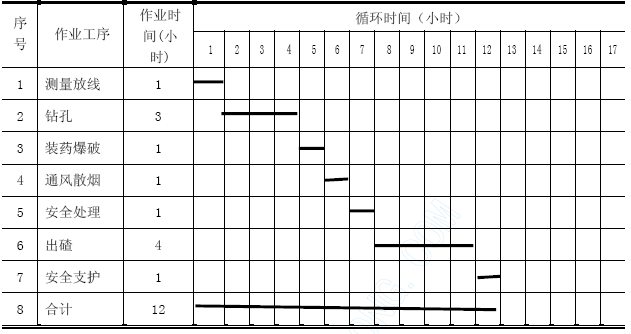 序号 作业工序 作业时间(小时) 循环时间（小时）
1 2 3 4 5 6 7 8 9 10 11 12 13 14 15 16 17
1 测量放线 1
2 钻孔 3
3 装药爆破 1
4 通风散烟 1
5 安全处理 1
6 出碴 4
7 安全支护 1
8 合计 12